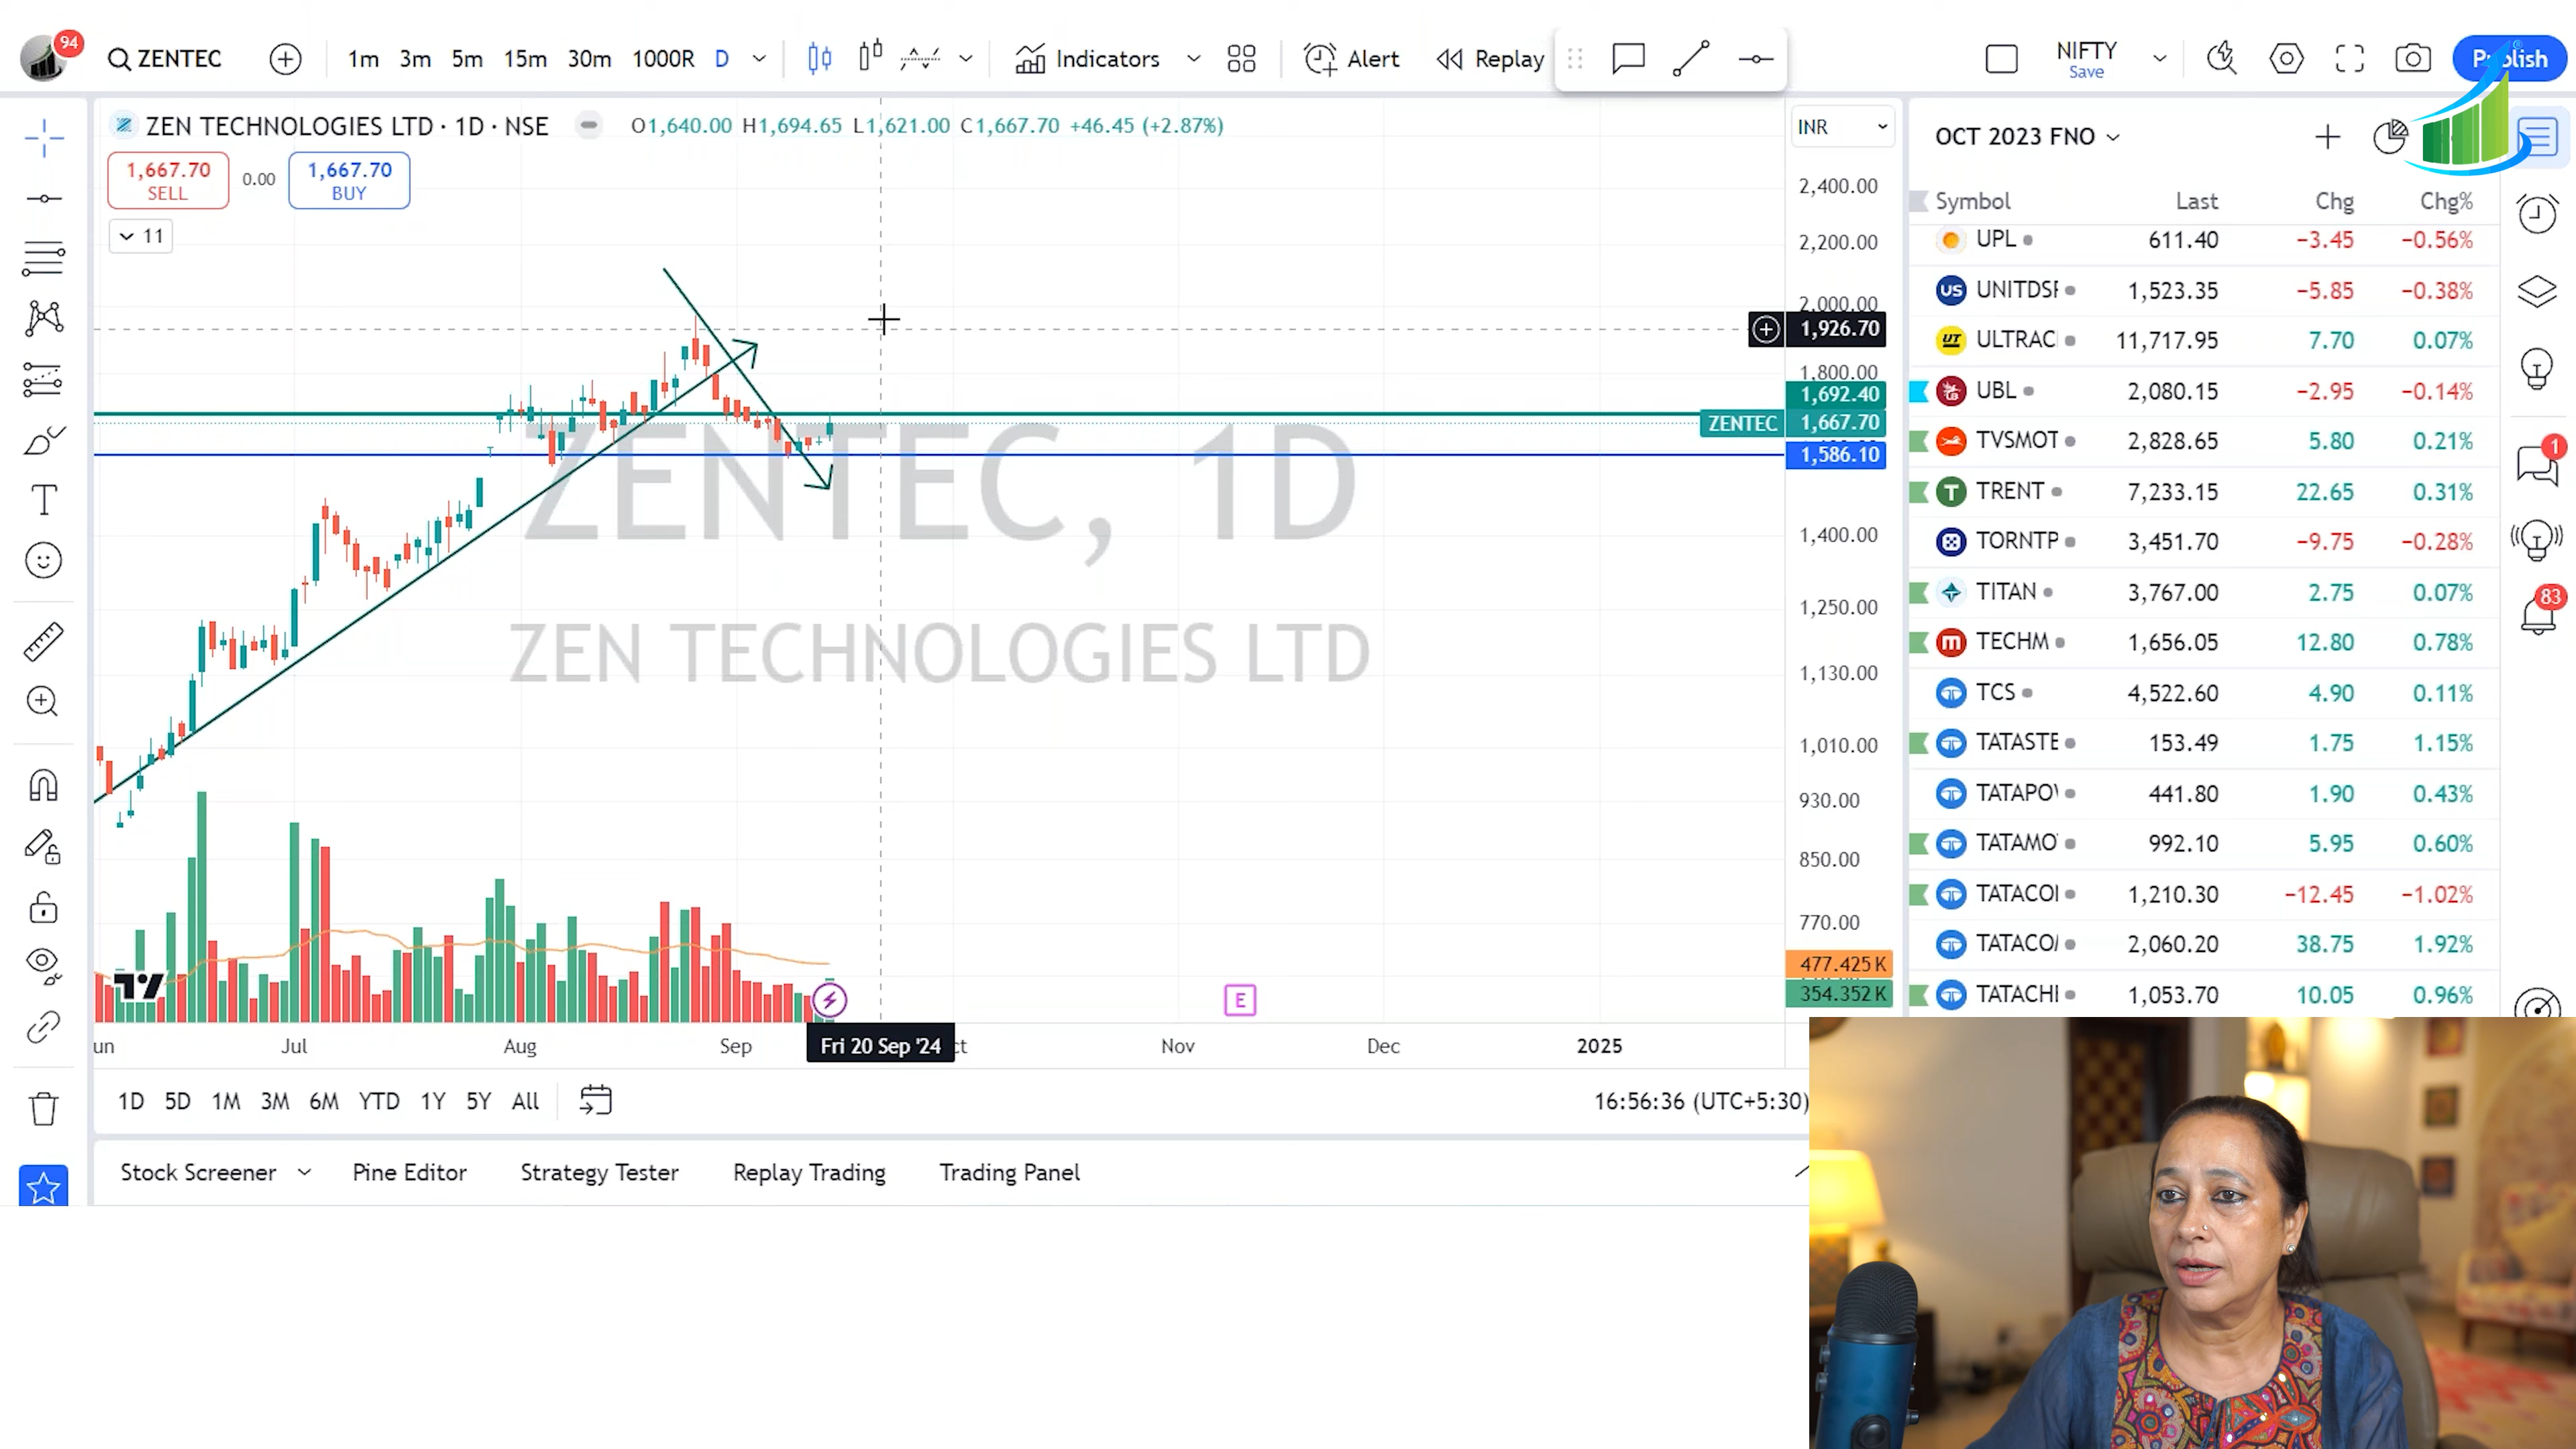 94
ZENTEC 1m 3m 5m 15m 30m 1000R D Indicators Alert Replay NIFTY Save Publish
ZEN TECHNOLOGIES LTD · 1D · NSE O1,640.00 H1,694.65 L1,621.00 C1,667.70 +46.45 (+2.87%) INR
1,667.70 SELL 0.00 1,667.70 BUY
11
2,400.00
2,200.00
2,000.00
1,926.70
1,800.00
1,692.40
ZENTEC 1,667.70
1,586.10
1,400.00
1,250.00
1,130.00
1,010.00
930.00
850.00
770.00
477.425 K
354.352 K
ZENTEC, 1D
ZEN TECHNOLOGIES LTD
E
un Jul Aug Sep Fri 20 Sep '24 ct Nov Dec 2025
1D 5D 1M 3M 6M YTD 1Y 5Y All 16:56:36 (UTC+5:30)
Stock Screener Pine Editor Strategy Tester Replay Trading Trading Panel
OCT 2023 FNO
Symbol Last Chg Chg%
UPL 611.40 −3.45 −0.56%
US UNITDSP 1,523.35 −5.85 −0.38%
UT ULTRAC 11,717.95 7.70 0.07%
UBL 2,080.15 −2.95 −0.14%
TVSMOT 2,828.65 5.80 0.21%
T TRENT 7,233.15 22.65 0.31%
TORNTP 3,451.70 −9.75 −0.28%
TITAN 3,767.00 2.75 0.07%
m TECHM 1,656.05 12.80 0.78%
TCS 4,522.60 4.90 0.11%
TATASTE 153.49 1.75 1.15%
TATAPO 441.80 1.90 0.43%
TATAMO 992.10 5.95 0.60%
TATACO 1,210.30 −12.45 −1.02%
TATACO 2,060.20 38.75 1.92%
TATACHI 1,053.70 10.05 0.96%
1
83